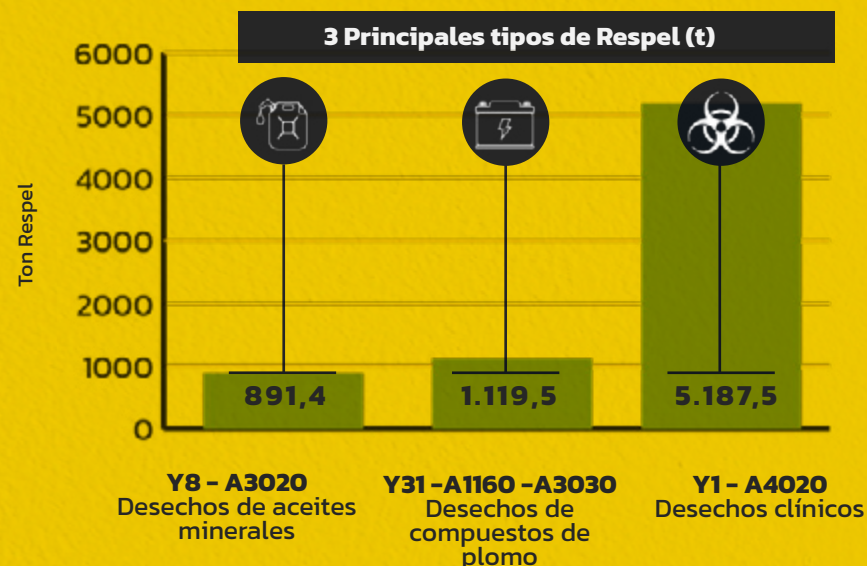 3 Principales tipos de Respel (t)
Ton Respel
6000
5000
4000
3000
2000
1000
0
891,4
1.119,5
5.187,5
Y8 - A3020
Desechos de aceites
minerales
Y31 -A1160 -A3030
Desechos de
compuestos de
plomo
Y1 - A4020
Desechos clínicos